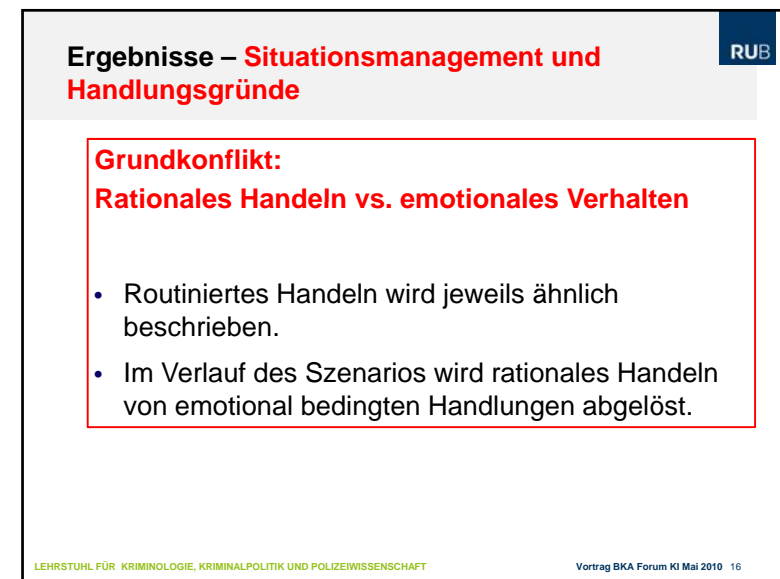 Ergebnisse – Situationsmanagement und
Handlungsgründe
RUB
Grundkonflikt:
Rationales Handeln vs. emotionales Verhalten
• Routiniertes Handeln wird jeweils ähnlich
beschrieben.
• Im Verlauf des Szenarios wird rationales Handeln
von emotional bedingten Handlungen abgelöst.
LEHRSTUHL FÜR KRIMINOLOGIE, KRIMINALPOLITIK UND POLIZEIWISSENSCHAFT Vortrag BKA Forum KI Mai 2010 16